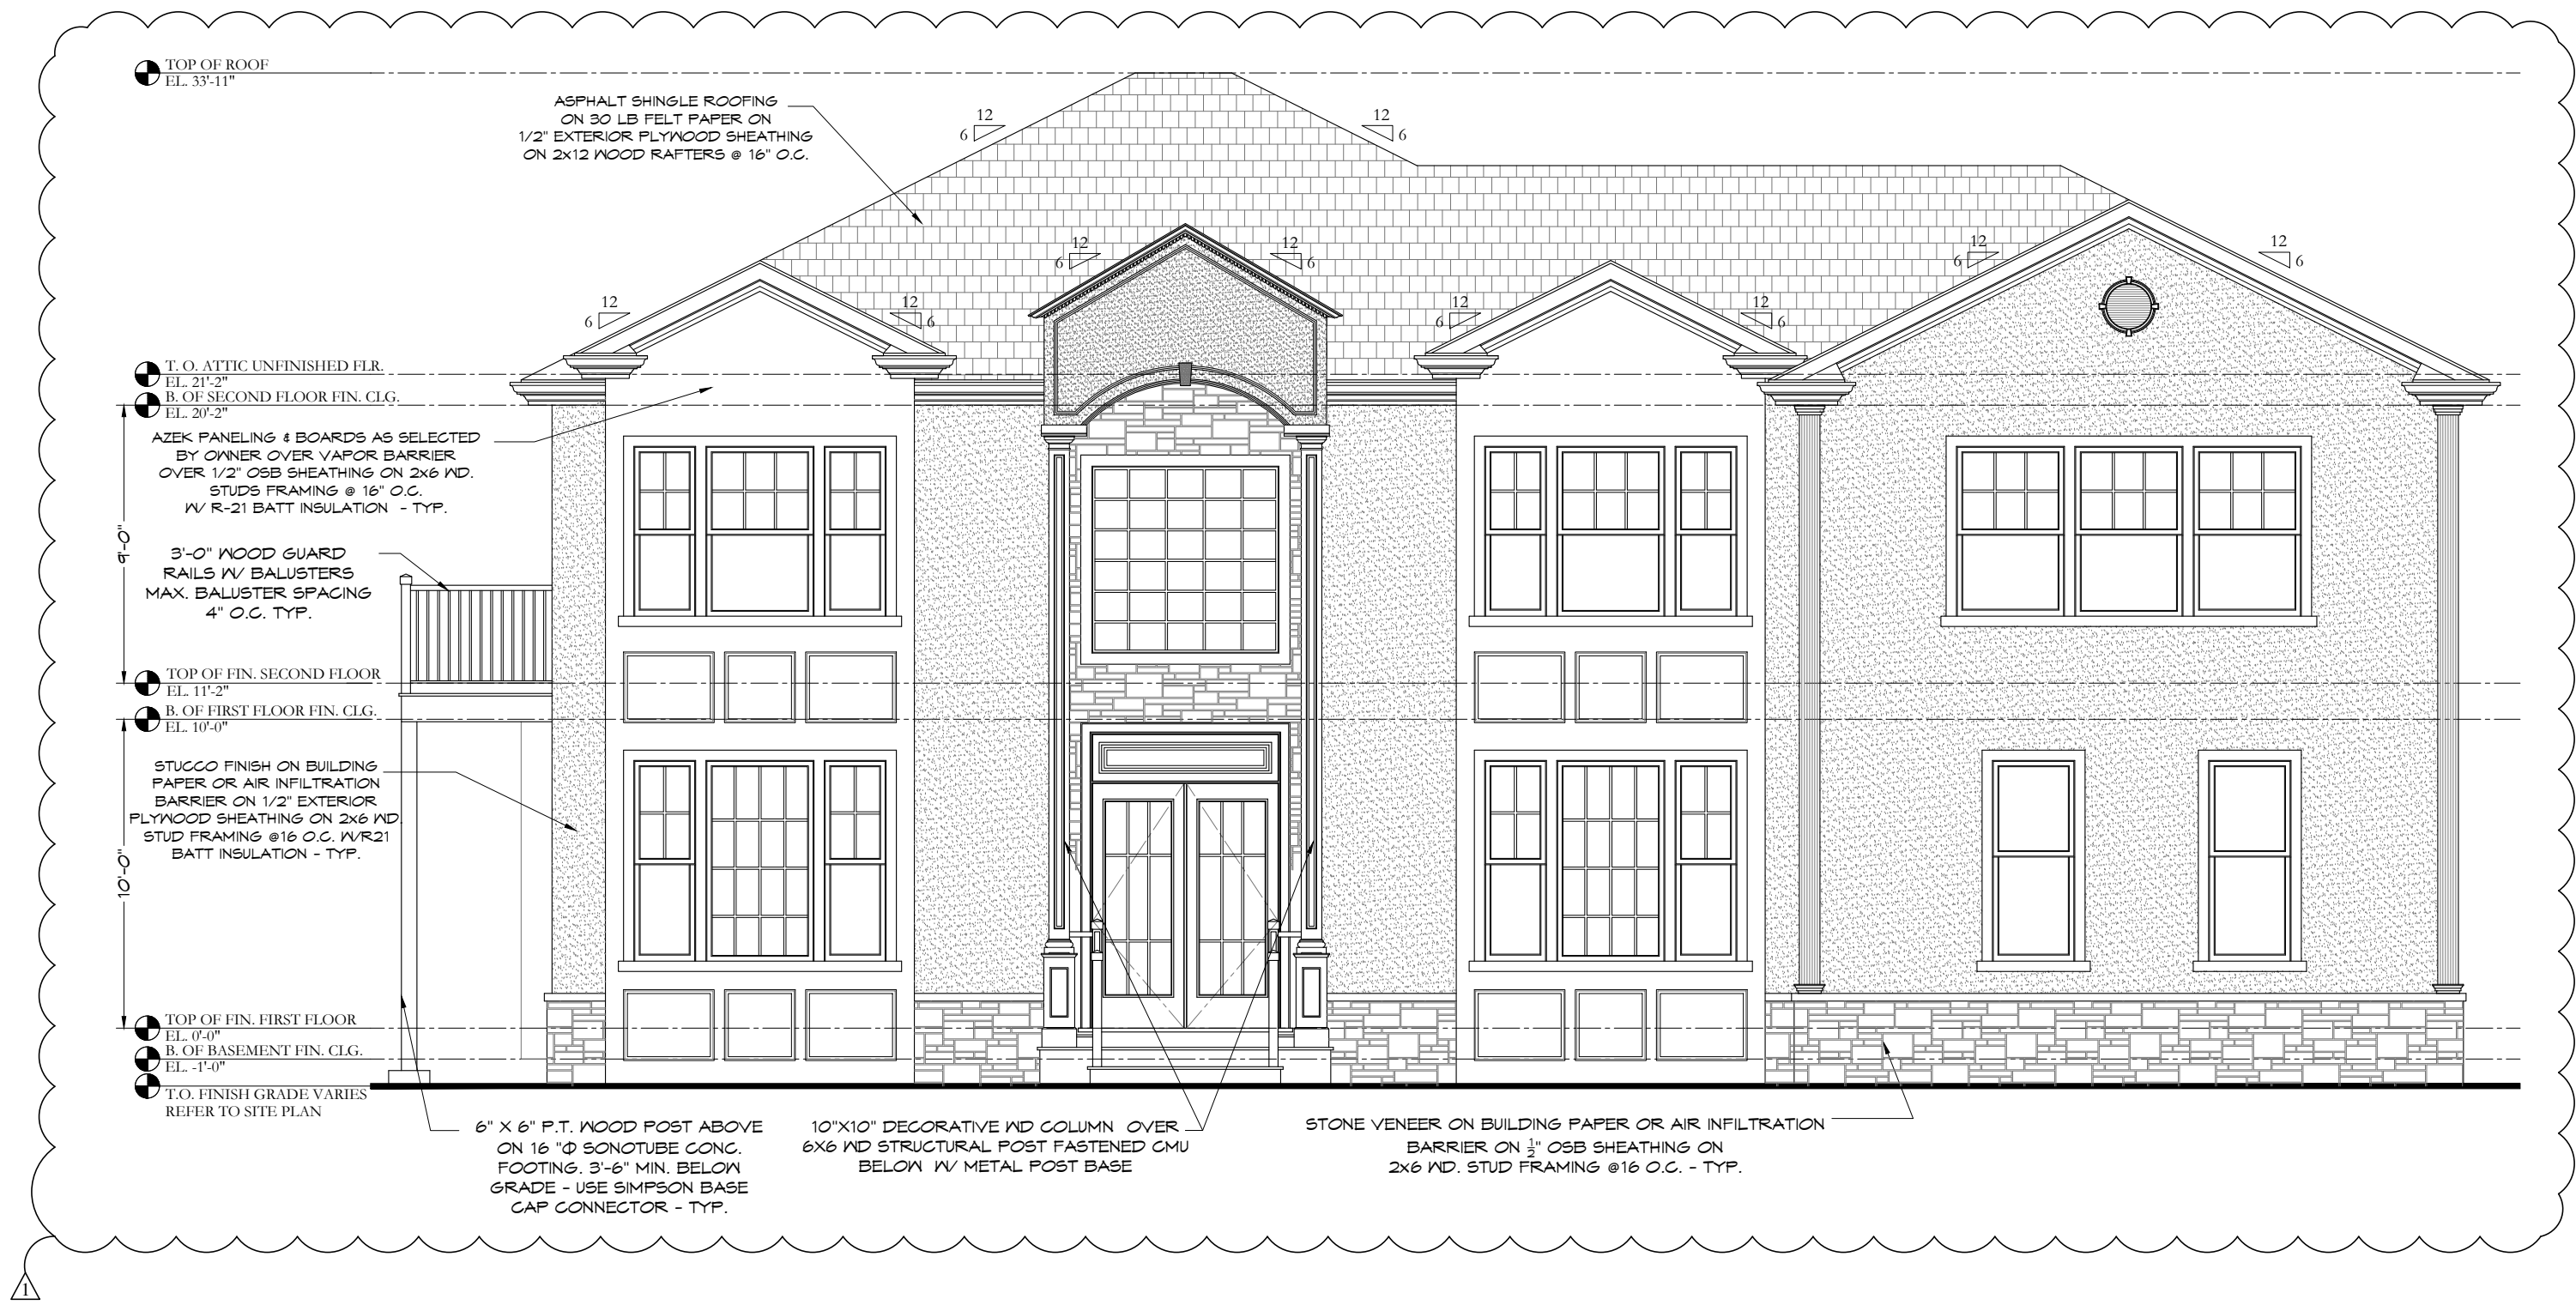 TOP OF ROOF
EL. 33'-11"
ASPHALT SHINGLE ROOFING
ON 30 LB FELT PAPER ON
1/2" EXTERIOR PLYWOOD SHEATHING
ON 2x12 WOOD RAFTERS @ 16" O.C.
12
6
12
6
12
6
12
6
12
6
12
6
12
6
12
6
12
6
12
6
T. O. ATTIC UNFINISHED FLR.
EL. 21'-2"
B. OF SECOND FLOOR FIN. CLG.
EL. 20'-2"
AZEK PANELING & BOARDS AS SELECTED
BY OWNER OVER VAPOR BARRIER
OVER 1/2" OSB SHEATHING ON 2x6 WD.
STUDS FRAMING @ 16" O.C.
W/ R-21 BATT INSULATION - TYP.
9'-0"
3'-0" WOOD GUARD
RAILS W/ BALUSTERS
MAX. BALUSTER SPACING
4" O.C. TYP.
TOP OF FIN. SECOND FLOOR
EL. 11'-2"
B. OF FIRST FLOOR FIN. CLG.
EL. 10'-0"
STUCCO FINISH ON BUILDING
PAPER OR AIR INFILTRATION
BARRIER ON 1/2" EXTERIOR
PLYWOOD SHEATHING ON 2x6 WD.
STUD FRAMING @16 O.C. W/R21
BATT INSULATION - TYP.
10'-0"
TOP OF FIN. FIRST FLOOR
EL. 0'-0"
B. OF BASEMENT FIN. CLG.
EL. -1'-0"
T.O. FINISH GRADE VARIES
REFER TO SITE PLAN
6" X 6" P.T. WOOD POST ABOVE
ON 16 "Φ SONOTUBE CONC.
FOOTING. 3'-6" MIN. BELOW
GRADE - USE SIMPSON BASE
CAP CONNECTOR - TYP.
10"X10" DECORATIVE WD COLUMN OVER
6X6 WD STRUCTURAL POST FASTENED CMU
BELOW W/ METAL POST BASE
STONE VENEER ON BUILDING PAPER OR AIR INFILTRATION
BARRIER ON ½" OSB SHEATHING ON
2x6 WD. STUD FRAMING @16 O.C. - TYP.
1